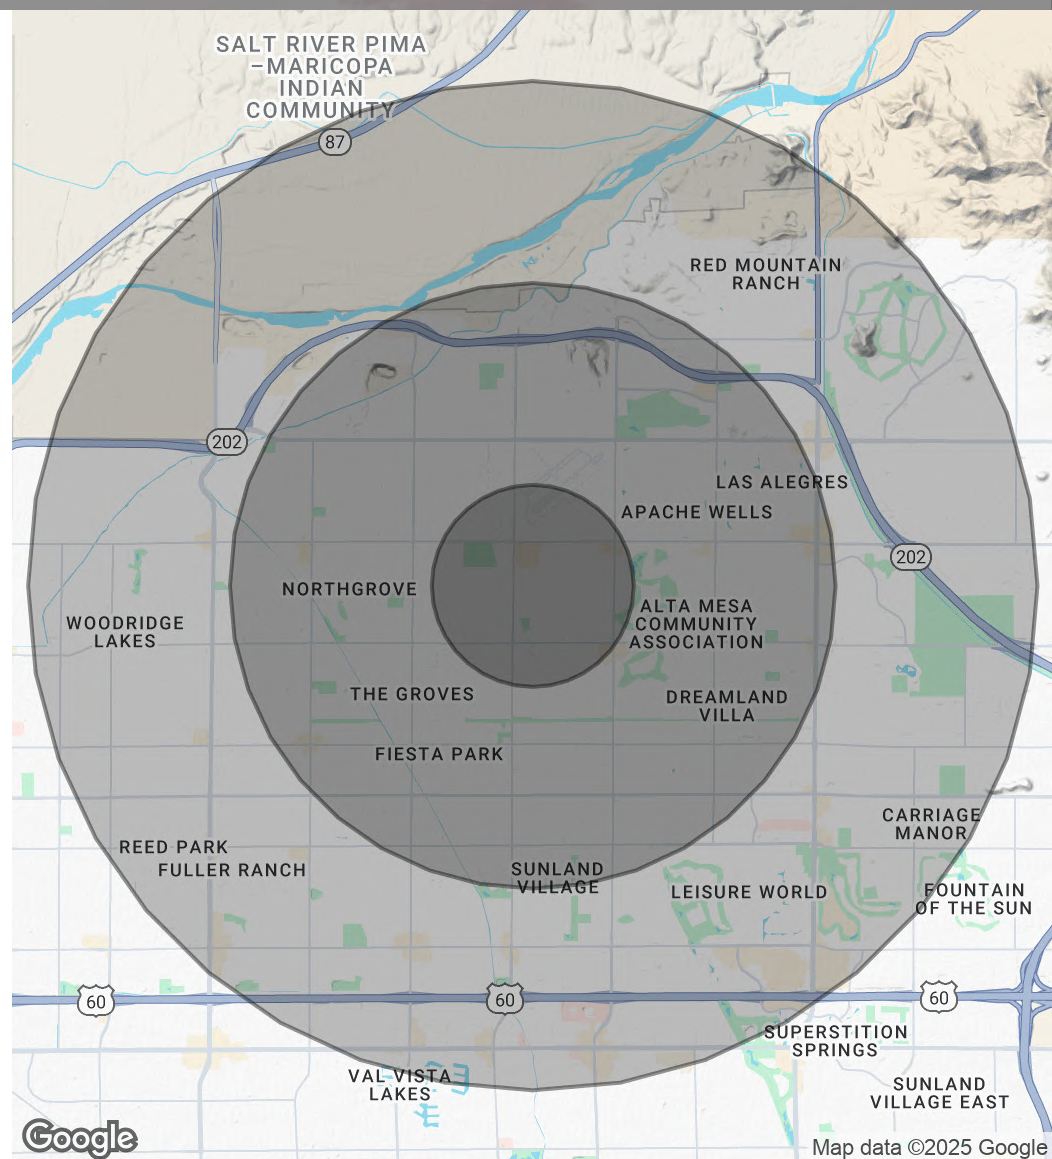 SALT RIVER PIMA
–MARICOPA
INDIAN
COMMUNITY
87
RED MOUNTAIN
RANCH
202
LAS ALEGRES
APACHE WELLS
202
NORTHGROVE
ALTA MESA
COMMUNITY
ASSOCIATION
WOODRIDGE
LAKES
THE GROVES
DREAMLAND
VILLA
FIESTA PARK
CARRIAGE
MANOR
REED PARK
FULLER RANCH
SUNLAND
VILLAGE
LEISURE WORLD
FOUNTAIN
OF THE SUN
60
60
60
SUPERSTITION
SPRINGS
VAL VISTA
LAKES
SUNLAND
VILLAGE EAST
Google
Map data ©2025 Google